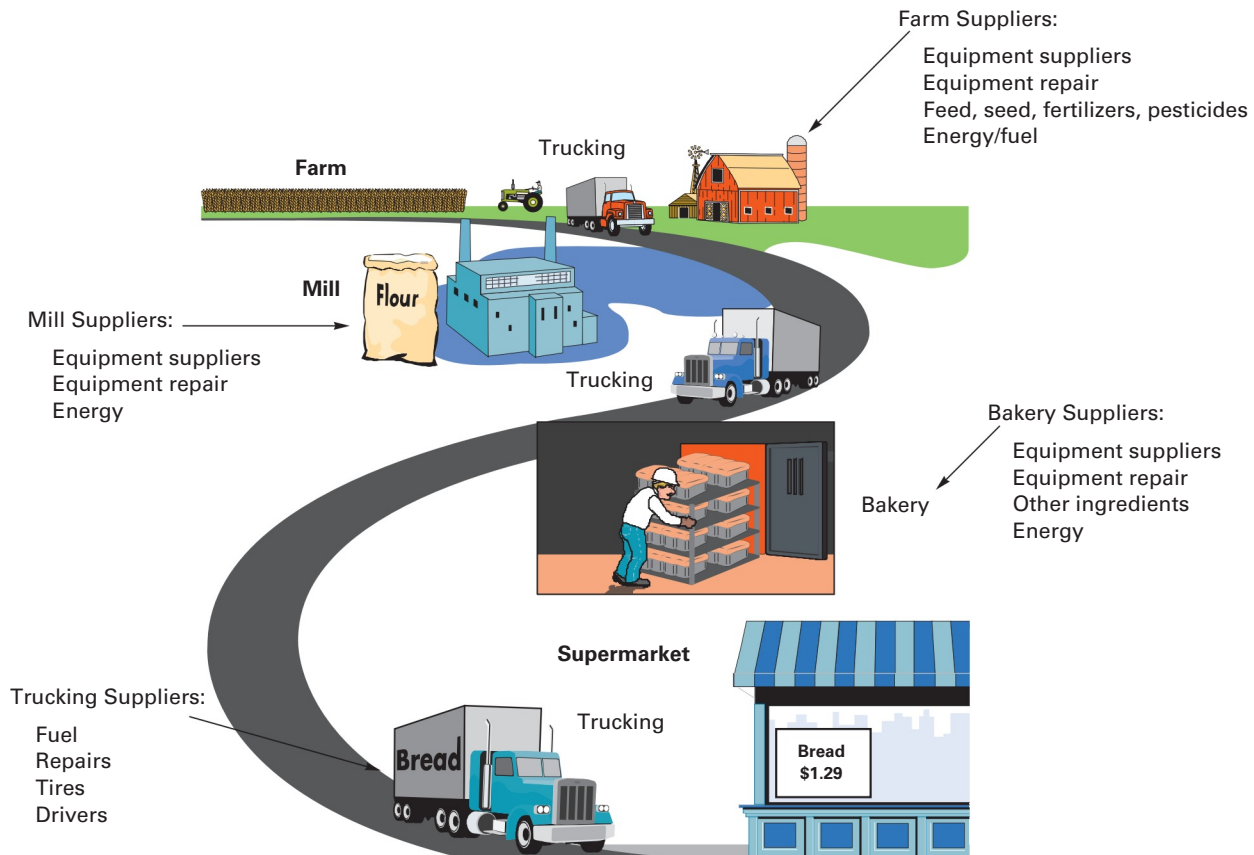 Farm Suppliers:
Equipment suppliers
Equipment repair
Feed, seed, fertilizers, pesticides
Energy/fuel
Trucking
Farm
Mill
Flour
Mill Suppliers:
Equipment suppliers
Equipment repair
Energy
Trucking
Bakery Suppliers:
Equipment suppliers
Equipment repair
Other ingredients
Energy
Bakery
Supermarket
Trucking Suppliers:
Fuel
Repairs
Tires
Drivers
Trucking
Bread
Bread
$1.29